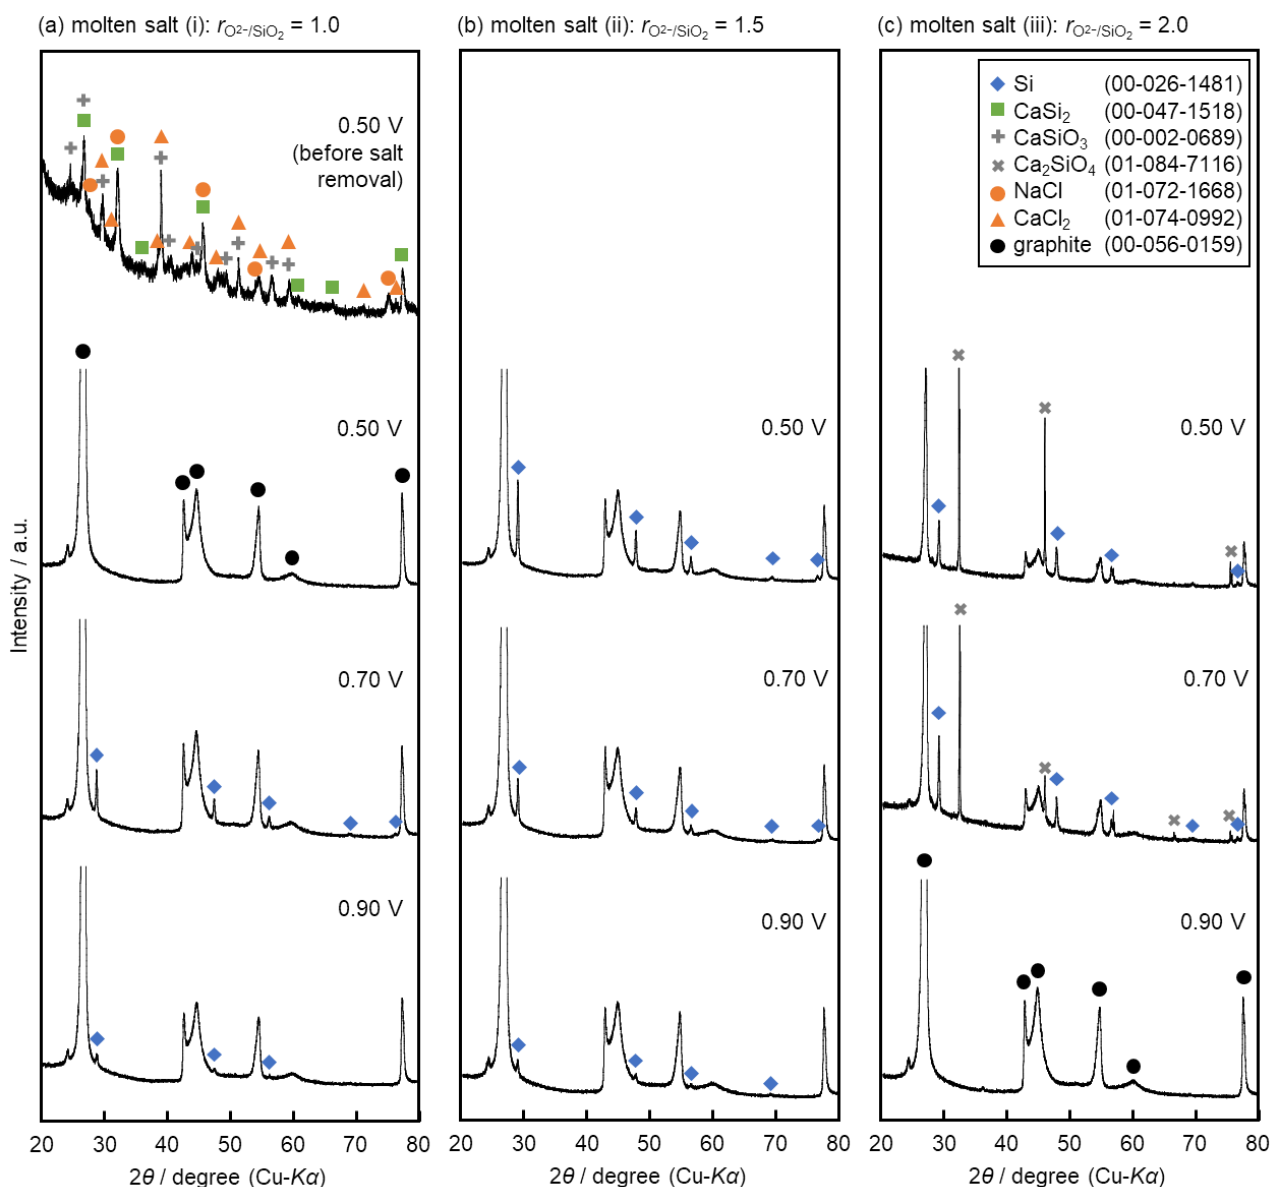 (a) molten salt (i): r_O²⁻/SiO₂ = 1.0
(b) molten salt (ii): r_O²⁻/SiO₂ = 1.5
(c) molten salt (iii): r_O²⁻/SiO₂ = 2.0
0.50 V
(before salt
removal)
Si (00-026-1481)
CaSi₂ (00-047-1518)
CaSiO₃ (00-002-0689)
Ca₂SiO₄ (01-084-7116)
NaCl (01-072-1668)
CaCl₂ (01-074-0992)
graphite (00-056-0159)
0.50 V
0.50 V
0.50 V
Intensity / a.u.
0.70 V
0.70 V
0.70 V
0.90 V
0.90 V
0.90 V
20 30 40 50 60 70 80
20 30 40 50 60 70 80
20 30 40 50 60 70 80
2θ / degree (Cu-Kα)
2θ / degree (Cu-Kα)
2θ / degree (Cu-Kα)